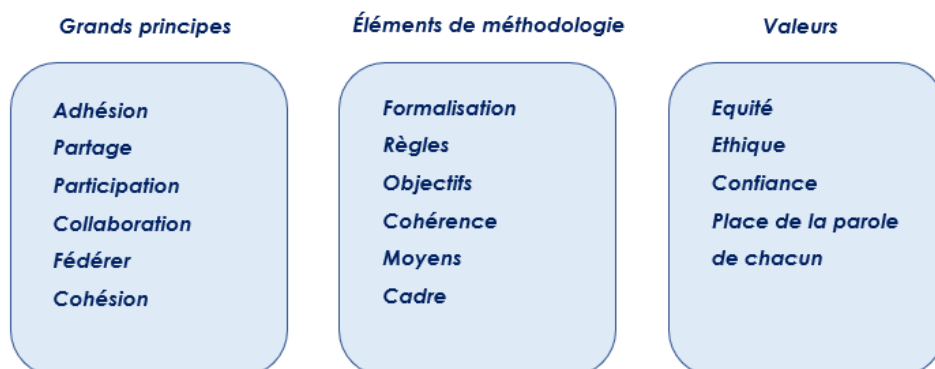 Grands principes
Adhésion
Partage
Participation
Collaboration
Fédérer
Cohésion
Éléments de méthodologie
Formalisation
Règles
Objectifs
Cohérence
Moyens
Cadre
Valeurs
Equité
Ethique
Confiance
Place de la parole
de chacun